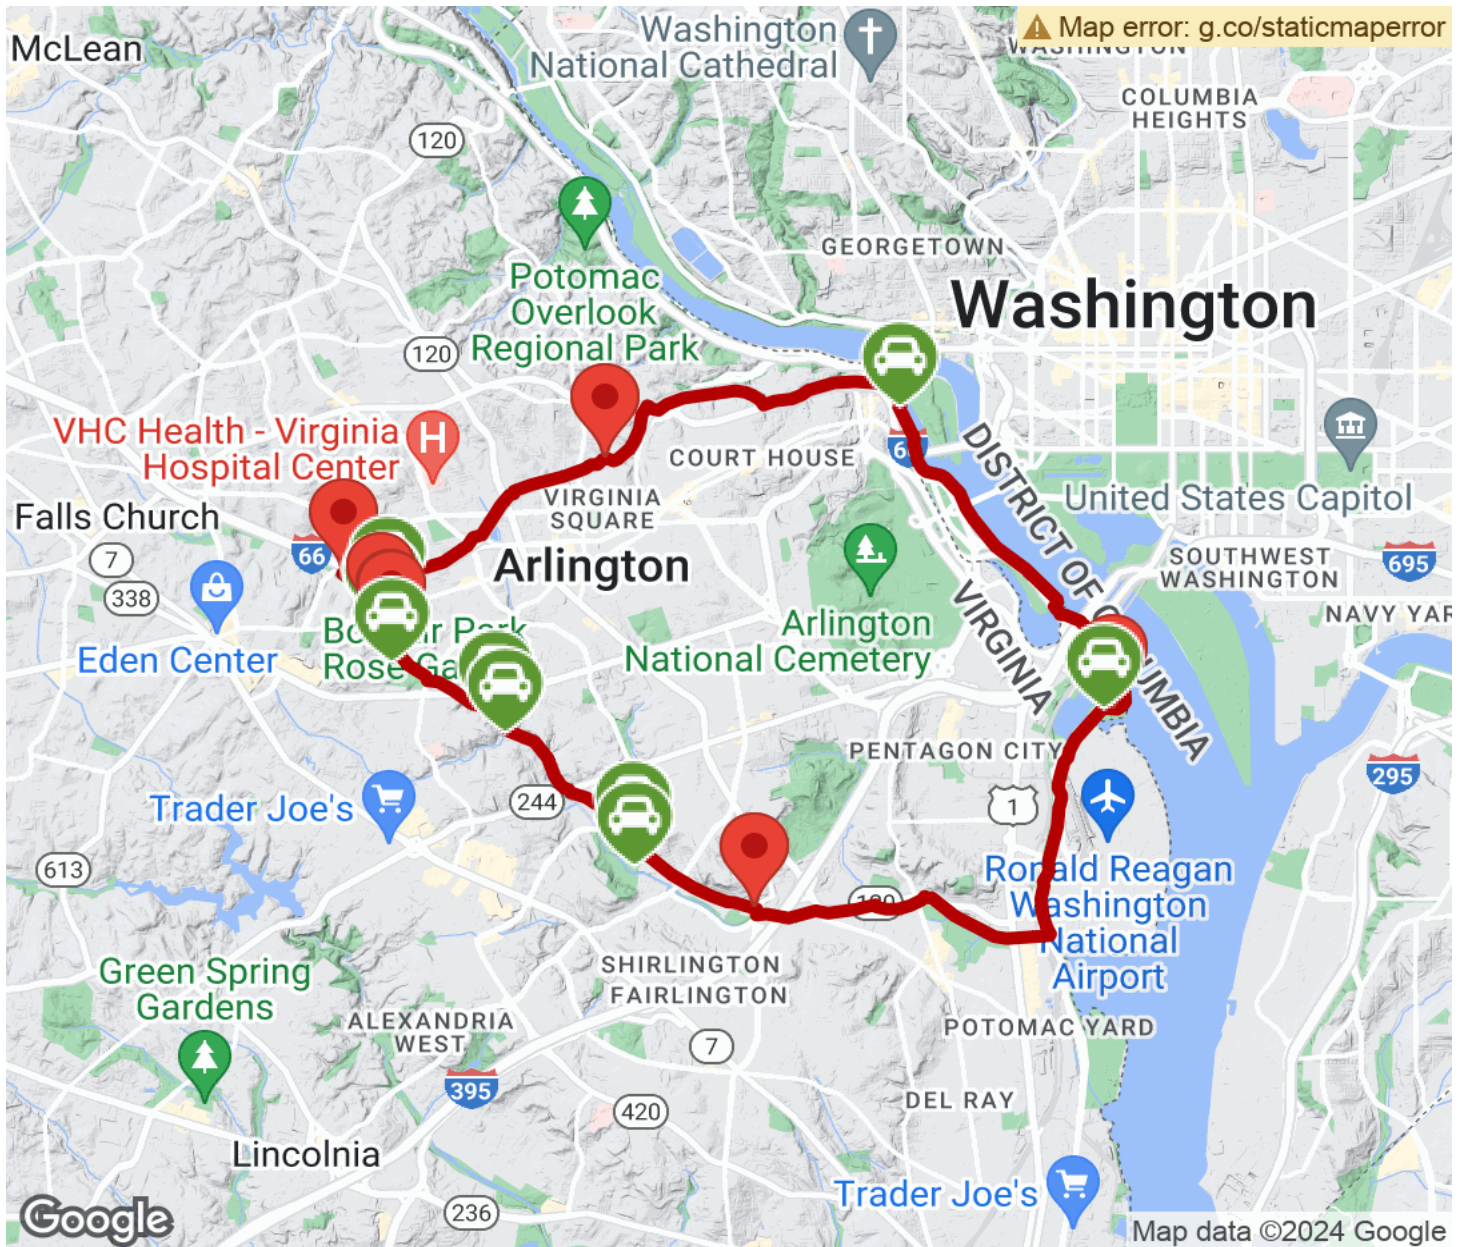 McLean
Washington
National Cathedral
Map error: g.co/staticmaperror
WASHINGTON
COLUMBIA
HEIGHTS
120
GEORGETOWN
Potomac
Overlook
Regional Park
Washington
120
VHC Health - Virginia
Hospital Center
H
COURT HOUSE
VIRGINIA
SQUARE
DISTRICT OF
UMBIA
United States Capitol
Falls Church
66
7
338
Arlington
SOUTHWEST
WASHINGTON
695
NAVY YAR
VIRGINIA
Arlington
National Cemetery
Eden Center
Park
Rose
PENTAGON CITY
295
Trader Joe's
244
1
613
Ronald Reagan
Washington
National
Airport
SHIRLINGTON
FAIRLINGTON
Green Spring
Gardens
ALEXANDRIA
WEST
POTOMAC YARD
7
395
DEL RAY
420
Lincolnia
Trader Joe's
236
Google
Map data ©2024 Google